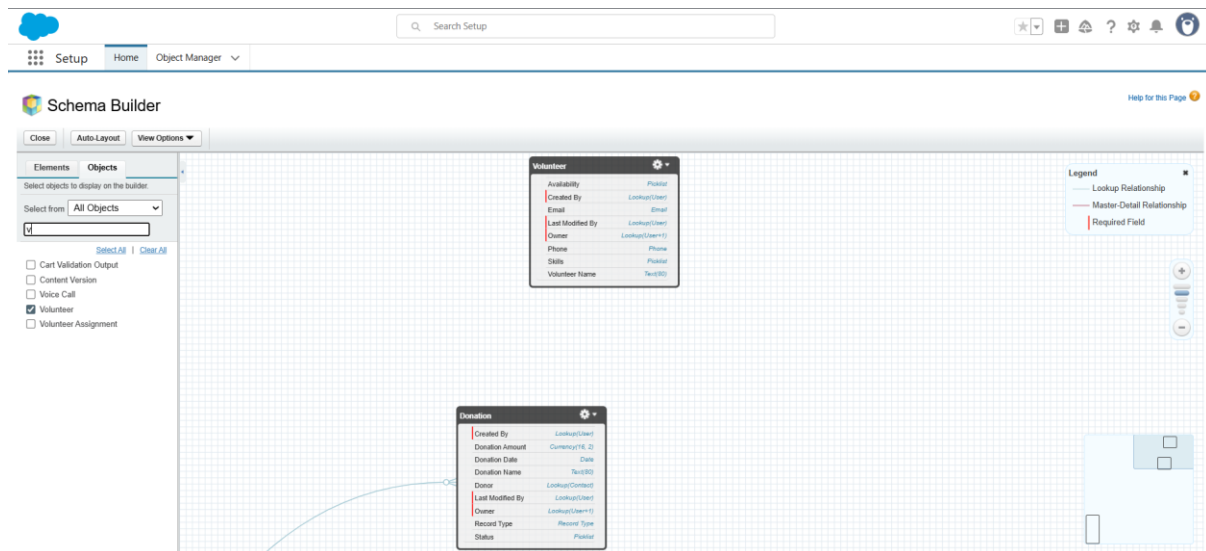 Search Setup
Setup Home Object Manager
Schema Builder
Help for this Page
Close Auto-Layout View Options
Elements Objects
Select objects to display on the builder.
Select from All Objects
v
Select All | Clear All
Cart Validation Output
Content Version
Voice Call
Volunteer
Volunteer Assignment
Volunteer
Availability Picklist
Created By Lookup(User)
Email Email
Last Modified By Lookup(User)
Owner Lookup(User+1)
Phone Phone
Skills Picklist
Volunteer Name Text(80)
Donation
Created By Lookup(User)
Donation Amount Currency(16, 2)
Donation Date Date
Donation Name Text(80)
Donor Lookup(Contact)
Last Modified By Lookup(User)
Owner Lookup(User+1)
Record Type Record Type
Status Picklist
Legend
Lookup Relationship
Master-Detail Relationship
Required Field